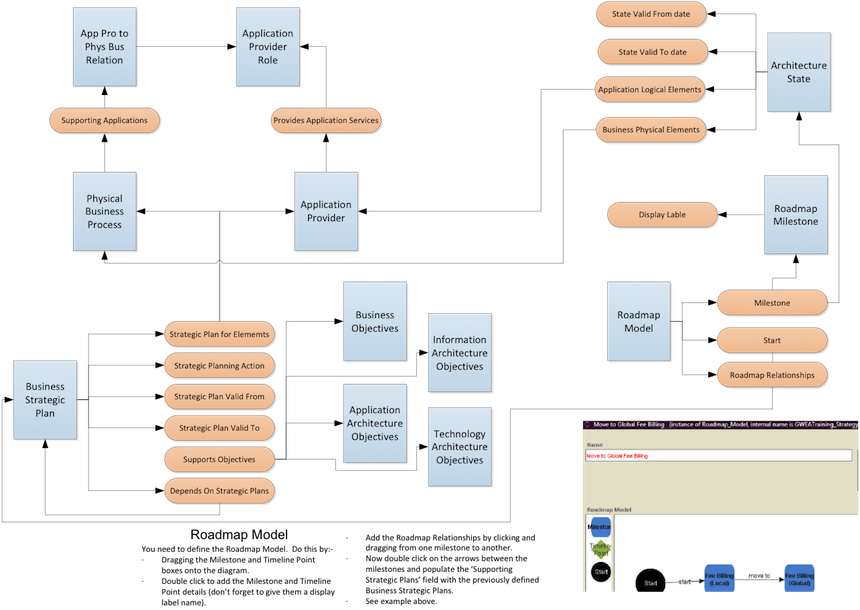 App Pro to
Phys Bus
Relation
Application
Provider
Role
State Valid From date
State Valid To date
Application Logical Elements
Business Physical Elements
Architecture
State
Supporting Applications
Provides Application Services
Physical
Business
Process
Application
Provider
Display Lable
Roadmap
Milestone
Roadmap
Model
Milestone
Start
Roadmap Relationships
Business
Strategic
Plan
Strategic Plan for Elememts
Strategic Planning Action
Strategic Plan Valid From
Strategic Plan Valid To
Supports Objectives
Depends On Strategic Plans
Business
Objectives
Information
Architecture
Objectives
Application
Architecture
Objectives
Technology
Architecture
Objectives
Roadmap Model
You need to define the Roadmap Model.  Do this by:-
· Dragging the Milestone and Timeline Point
boxes onto the diagram.
· Double click to add the Milestone and Timeline
Point details (don’t forget to give them a display
label name).
· Add the Roadmap Relationships by clicking and
dragging from one milestone to another.
· Now double click on the arrows between the
milestones and populate the ‘Supporting
Strategic Plans’ field with the previously defined
Business Strategic Plans.
· See example above.
Move to Global Fee Billing   (instance of Roadmap_Model, internal name is GWEATraining_Strategy
Name
Move to Global Fee Billing
Roadmap Model
Milestone
Timeline
Point
Start
Start
start
Fee Billing
(Local)
move to
Fee Billing
(Global)